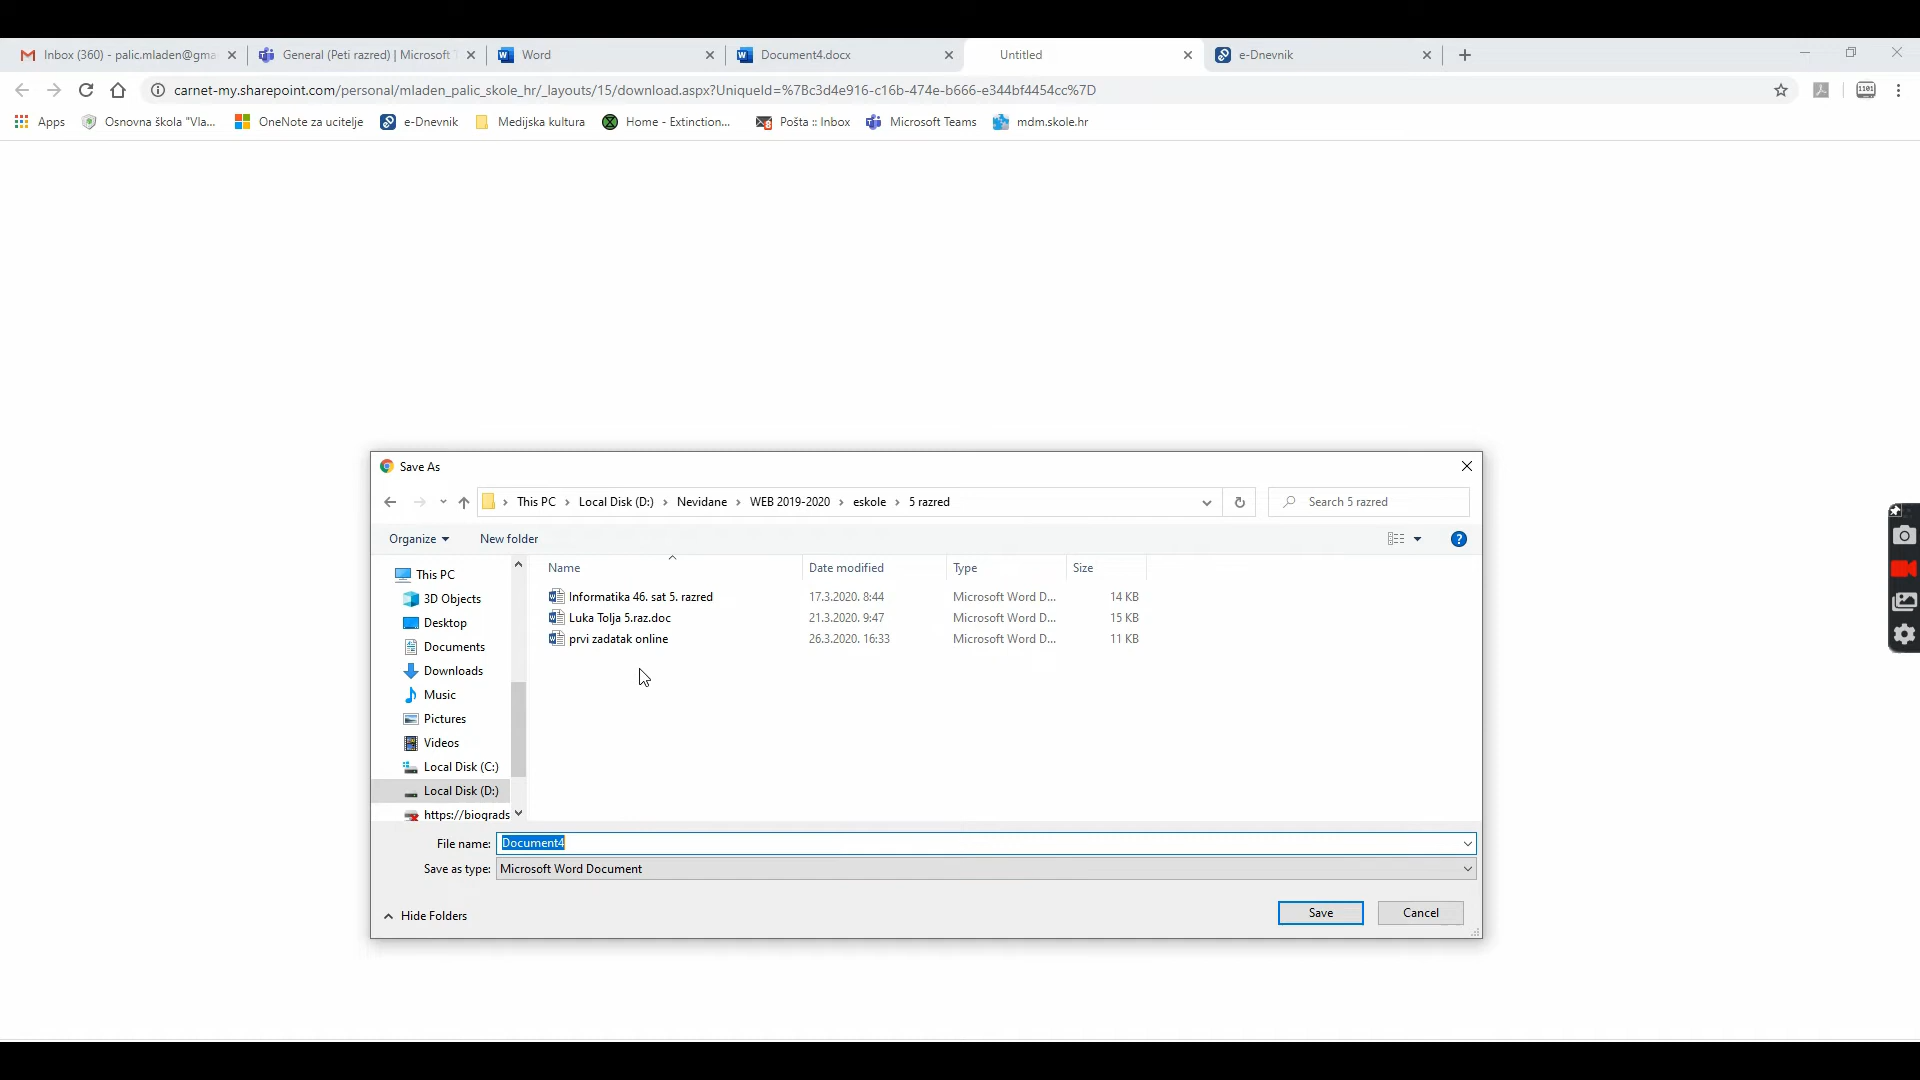 Inbox (360) - palic.mladen@gma
General (Peti razred) | Microsoft T
Word
Document4.docx
Untitled
e-Dnevnik
carnet-my.sharepoint.com/personal/mladen_palic_skole_hr/_layouts/15/download.aspx?UniqueId=%7Bc3d4e916-c16b-474e-b666-e344bf4454cc%7D
Apps
Osnovna škola "Vla...
OneNote za ucitelje
e-Dnevnik
Medijska kultura
Home - Extinction...
Pošta :: Inbox
Microsoft Teams
mdm.skole.hr
Save As
This PC > Local Disk (D:) > Nevidane > WEB 2019-2020 > eskole > 5 razred
Search 5 razred
Organize
New folder
This PC
3D Objects
Desktop
Documents
Downloads
Music
Pictures
Videos
Local Disk (C:)
Local Disk (D:)
https://biograds
Name Date modified Type Size
Informatika 46. sat 5. razred 17.3.2020. 8:44 Microsoft Word D... 14 KB
Luka Tolja 5.raz.doc 21.3.2020. 9:47 Microsoft Word D... 15 KB
prvi zadatak online 26.3.2020. 16:33 Microsoft Word D... 11 KB
File name: Document4
Save as type: Microsoft Word Document
Hide Folders
Save
Cancel